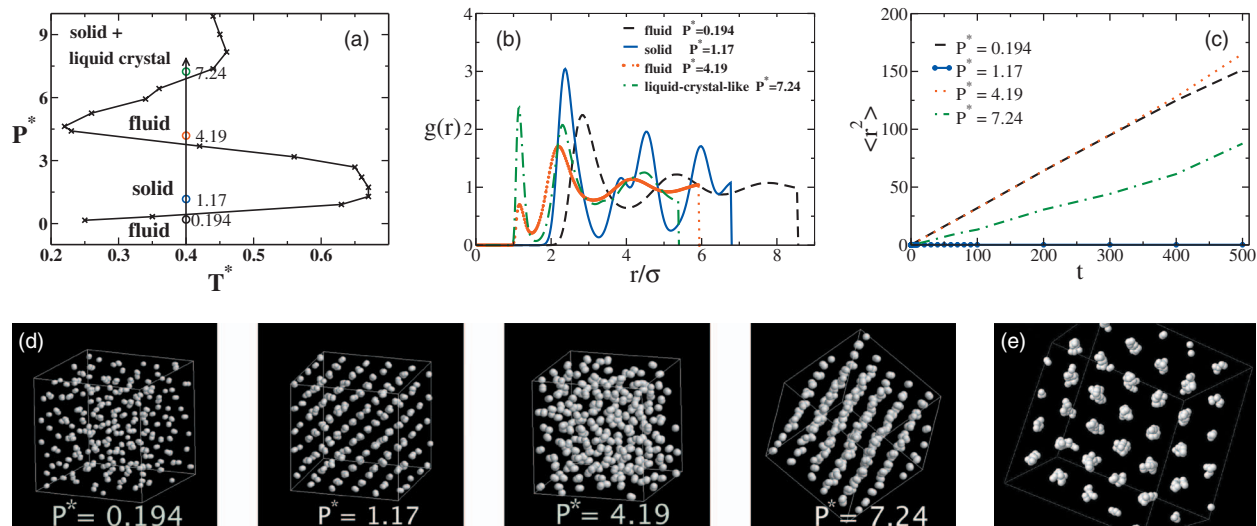 (a)
solid +
liquid crystal
7.24
fluid
4.19
solid
1.17
0.194
fluid
P*
9
6
3
0
0.2 0.3 0.4 0.5 0.6
T*
(b)
fluid P*=0.194
solid P*=1.17
fluid P*=4.19
liquid-crystal-like P*=7.24
g(r)
4
3
2
1
0
0 2 4 6 8
r/σ
(c)
P* = 0.194
P* = 1.17
P* = 4.19
P* = 7.24
<r²>
200
150
100
50
0
0 100 200 300 400 500
t
(d)
P*= 0.194
P*= 1.17
P*= 4.19
P*= 7.24
(e)